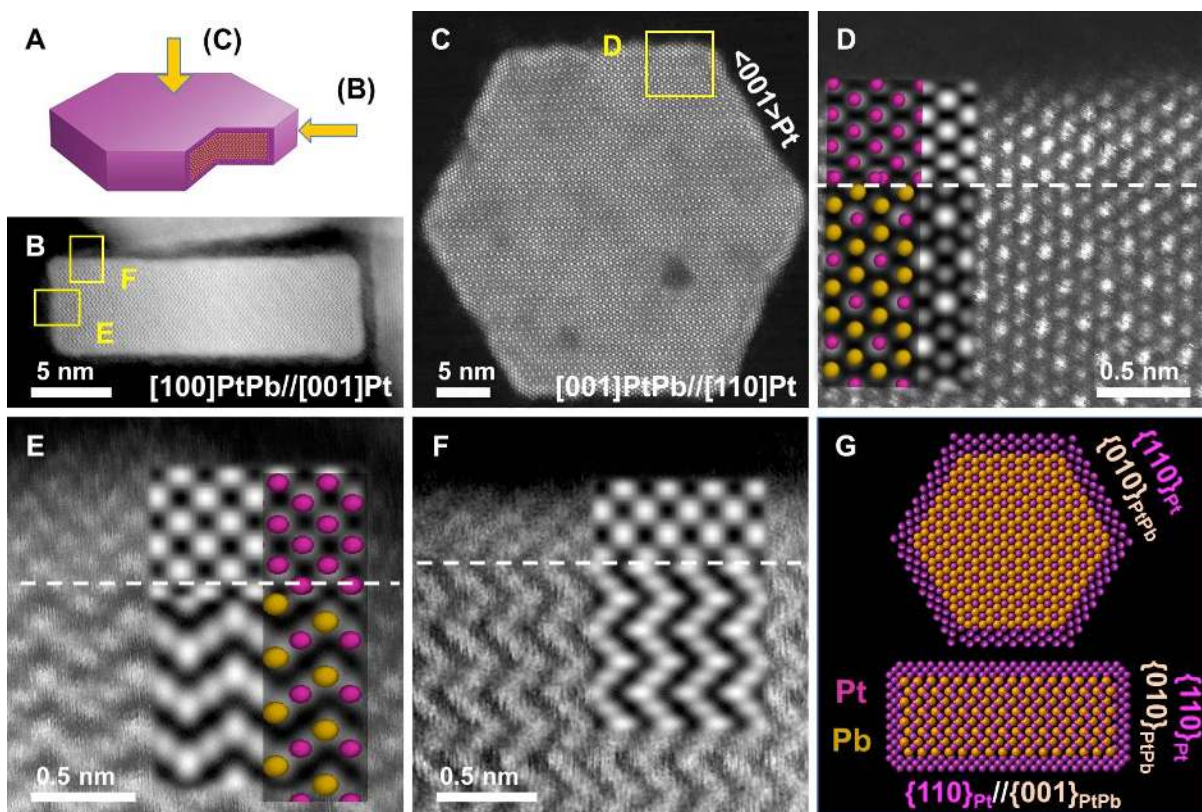 A
(C)
(B)
B
F
E
5 nm
[100]PtPb//[001]Pt
C
D
<001>Pt
5 nm
[001]PtPb//[110]Pt
D
0.5 nm
E
0.5 nm
F
0.5 nm
G
{110}Pt
{010}PtPb
Pt
Pb
{110}Pt
{010}PtPb
{110}Pt//{001}PtPb